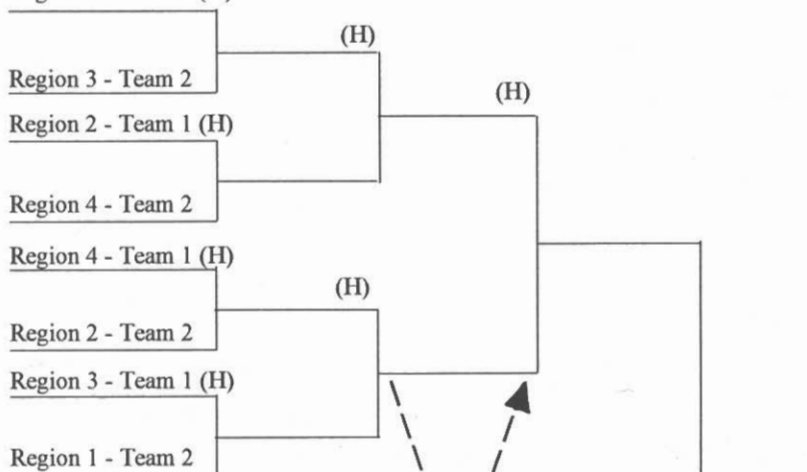 (H)
Region 3 - Team 2
(H)
Region 2 - Team 1 (H)
Region 4 - Team 2
Region 4 - Team 1 (H)
(H)
Region 2 - Team 2
Region 3 - Team 1 (H)
Region 1 - Team 2